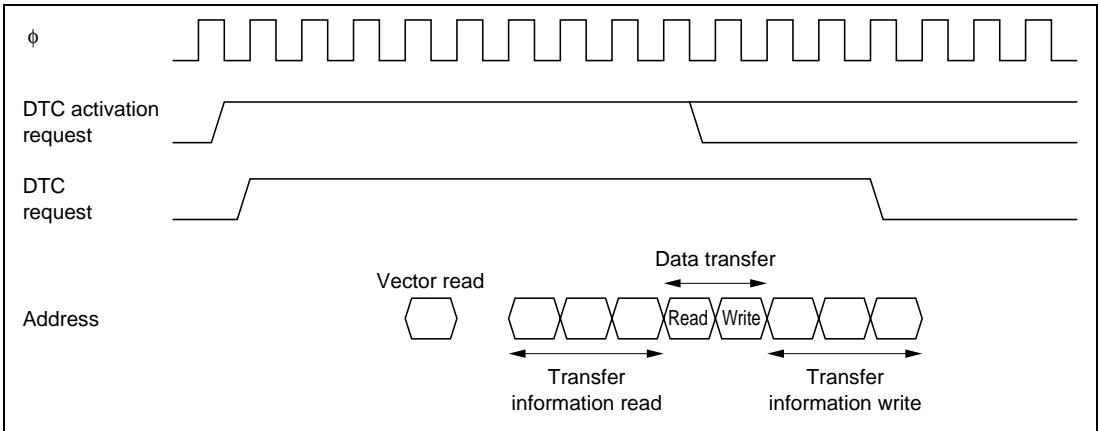 ϕ
DTC activation
request
DTC
request
Data transfer
Vector read
Address
Read
Write
Transfer
information read
Transfer
information write